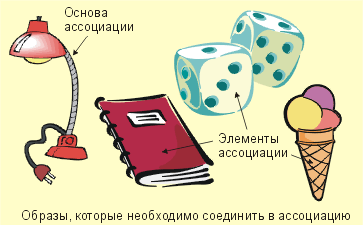 Основа
ассоциации
Элементы
ассоциации
Образы, которые необходимо соединить в ассоциацию